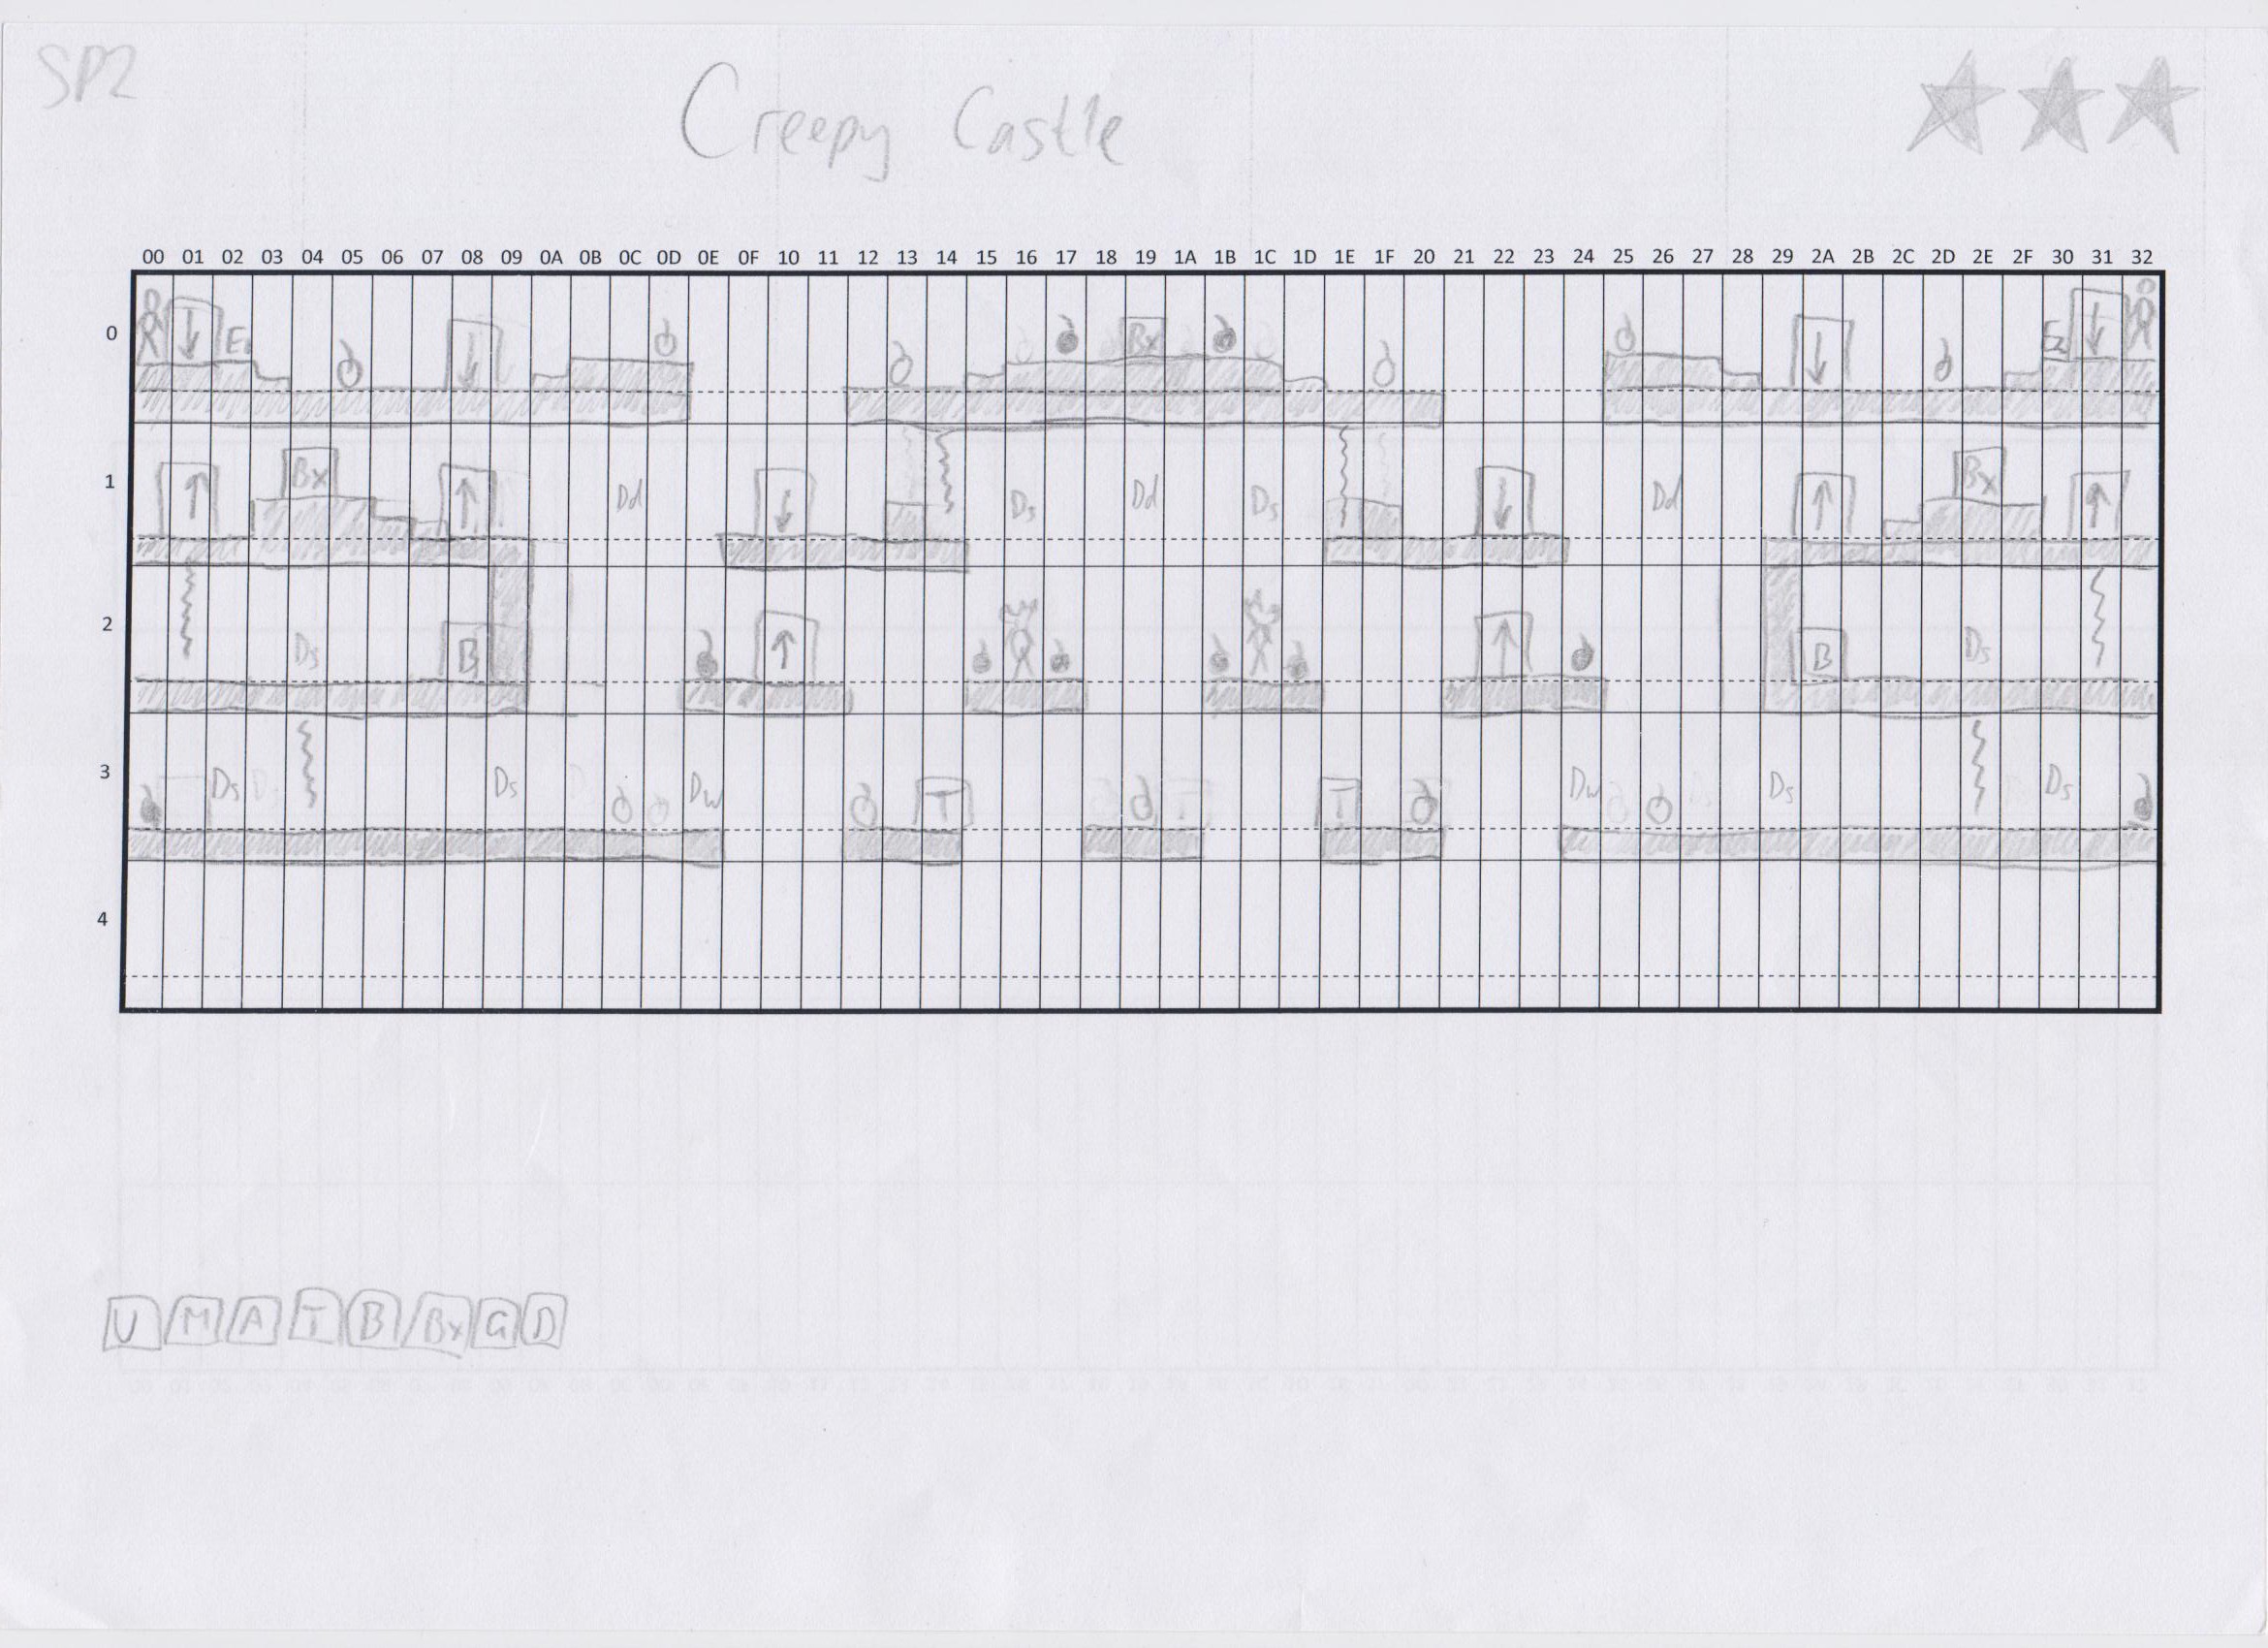 SP2
Creepy Castle
00 01 02 03 04 05 06 07 08 09 0A 0B 0C 0D 0E 0F 10 11 12 13 14 15 16 17 18 19 1A 1B 1C 1D 1E 1F 20 21 22 23 24 25 26 27 28 29 2A 2B 2C 2D 2E 2F 30 31 32
0 Bx
1 Bx Dd Ds Dd Ds Dd Bx
2 Ds B B Ds
3 Ds Ds Dw T T Dw Ds Ds
4
U M A T B Bx G D